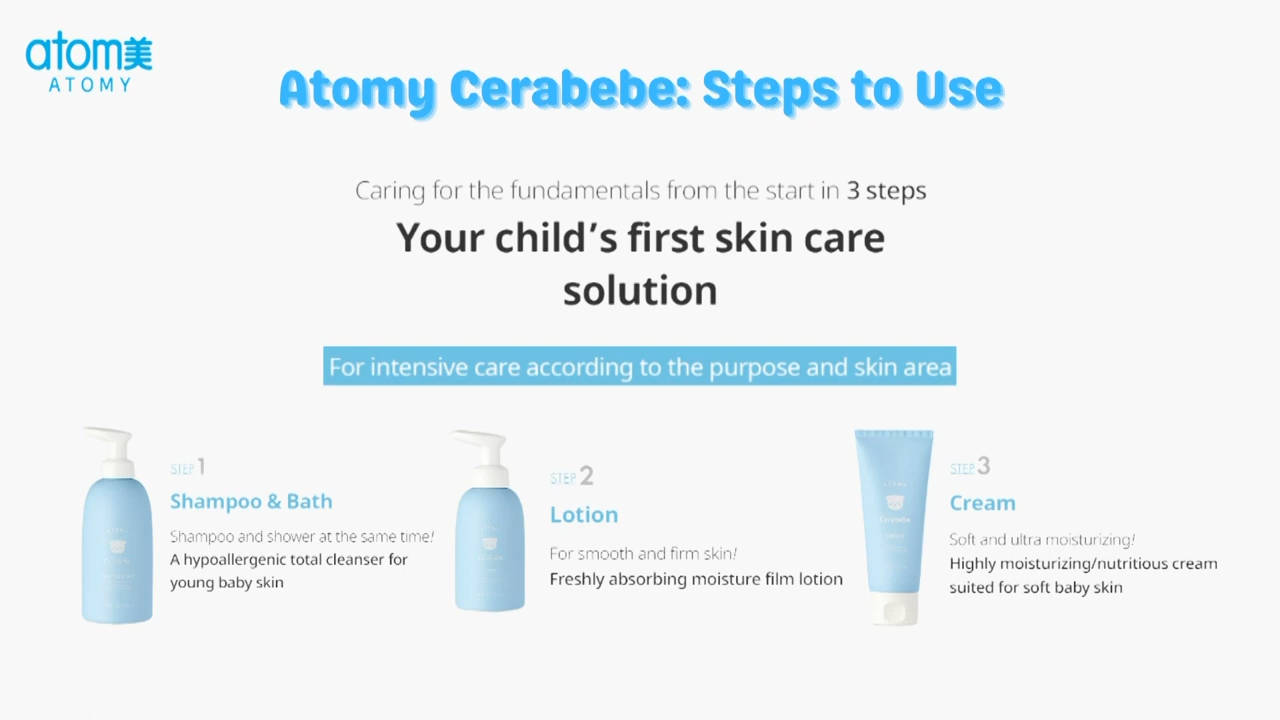 atom美
ATOMY
Atomy Cerabebe: Steps to Use
Caring for the fundamentals from the start in 3 steps
Your child's first skin care
solution
For intensive care according to the purpose and skin area
STEP 1
Shampoo & Bath
Shampoo and shower at the same time!
A hypoallergenic total cleanser for
young baby skin
STEP 2
Lotion
For smooth and firm skin!
Freshly absorbing moisture film lotion
ATOMY
Cerabebe
STEP 3
Cream
Soft and ultra moisturizing!
Highly moisturizing/nutritious cream
suited for soft baby skin